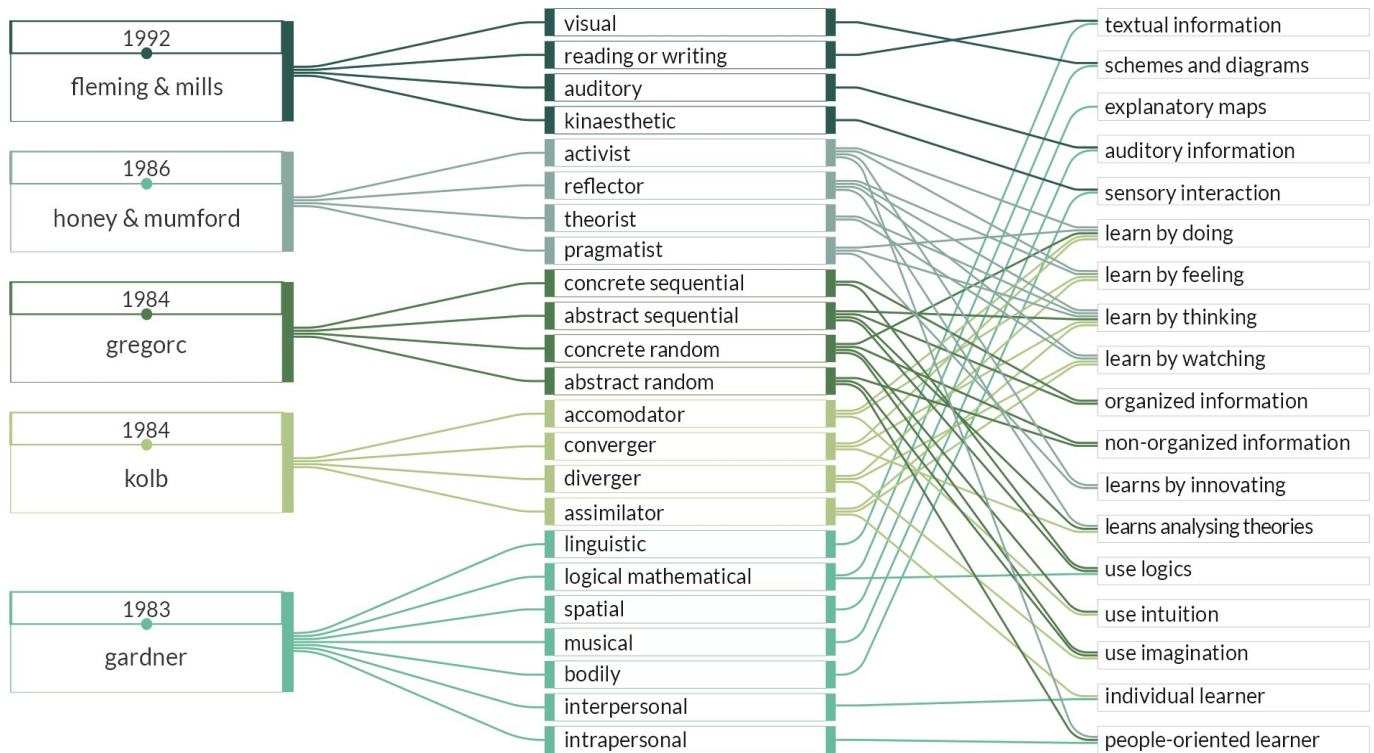 1992
fleming & mills
1986
honey & mumford
1984
gregorc
1984
kolb
1983
gardner
visual
reading or writing
auditory
kinaesthetic
activist
reflector
theorist
pragmatist
concrete sequential
abstract sequential
concrete random
abstract random
accomodator
converger
diverger
assimilator
linguistic
logical mathematical
spatial
musical
bodily
interpersonal
intrapersonal
textual information
schemes and diagrams
explanatory maps
auditory information
sensory interaction
learn by doing
learn by feeling
learn by thinking
learn by watching
organized information
non-organized information
learns by innovating
learns analysing theories
use logics
use intuition
use imagination
individual learner
people-oriented learner